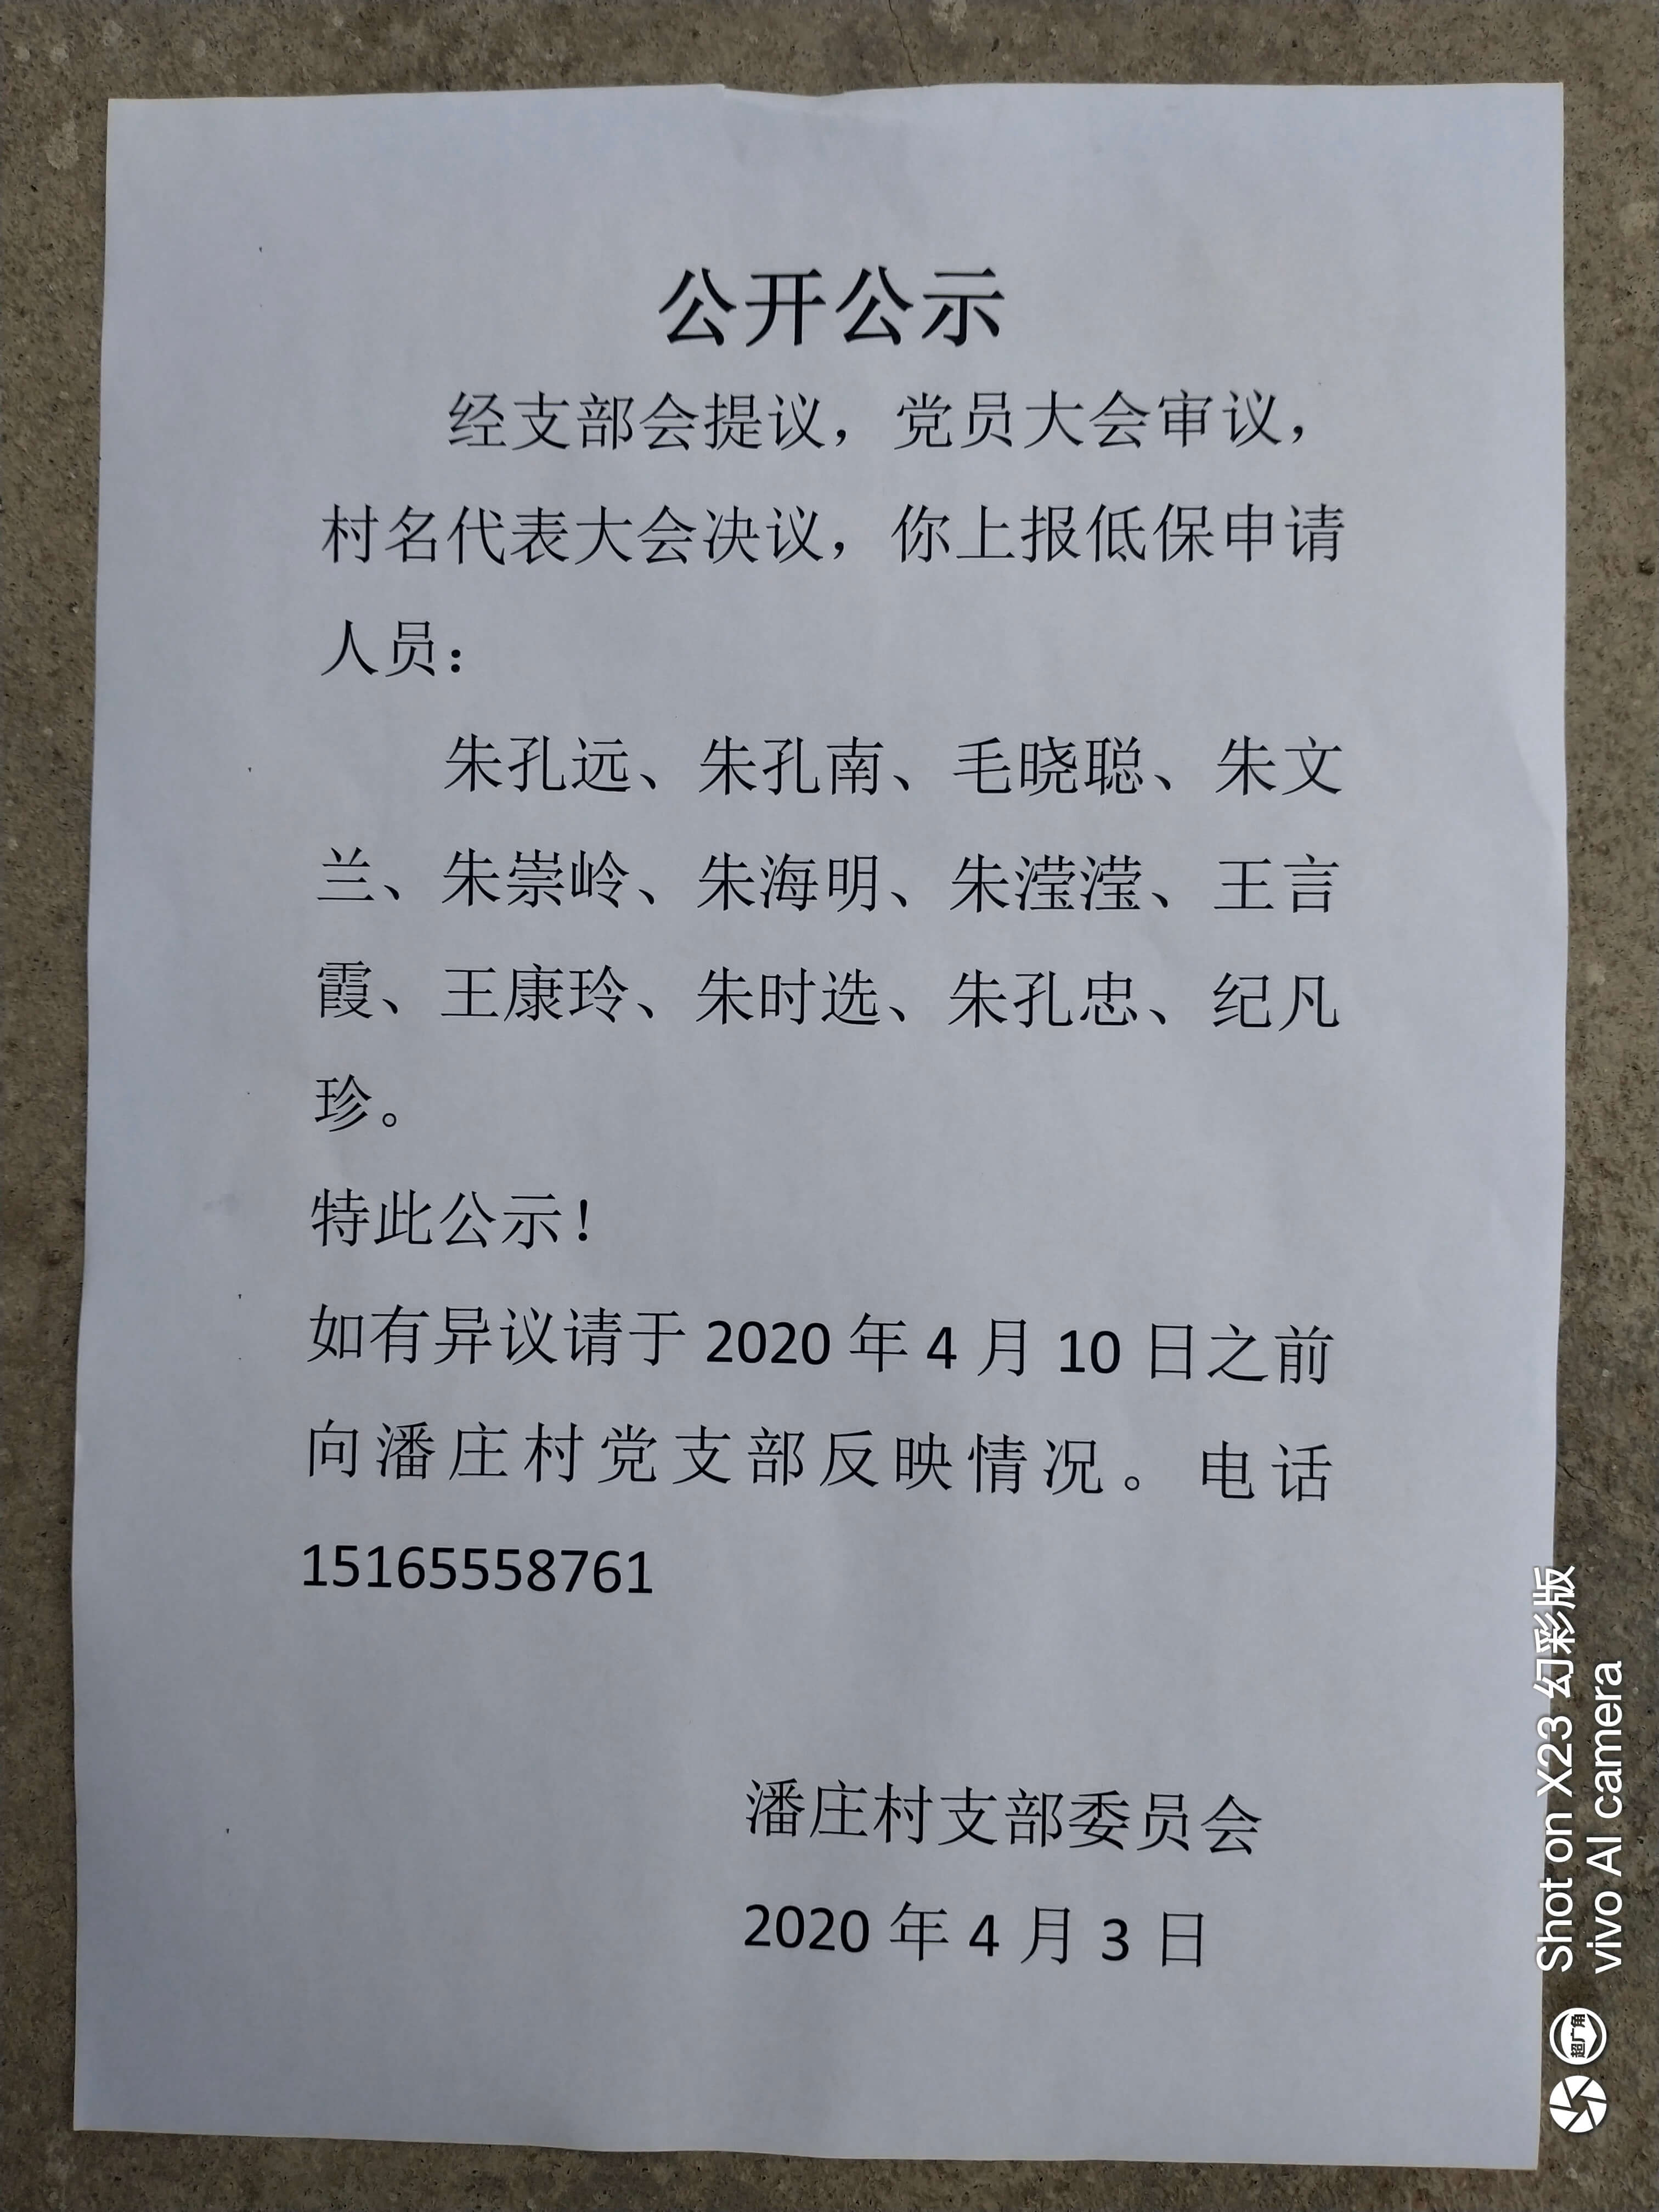 公开公示
经支部会提议，党员大会审议，
村名代表大会决议，你上报低保申请
人员：
朱孔远、朱孔南、毛晓聪、朱文
兰、朱崇岭、朱海明、朱滢滢、王言
霞、王康玲、朱时选、朱孔忠、纪凡
珍。
特此公示！
如有异议请于 2020 年 4 月 10 日之前
向潘庄村党支部反映情况。电话
15165558761
潘庄村支部委员会
2020 年 4 月 3 日
Shot on X23 幻彩版
vivo AI camera
超广角